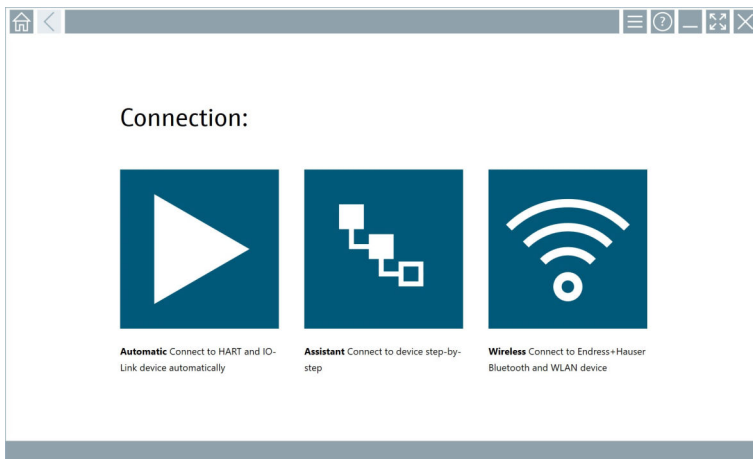 Connection:
Automatic Connect to HART and IO-
Link device automatically
Assistant Connect to device step-by-
step
Wireless Connect to Endress+Hauser
Bluetooth and WLAN device